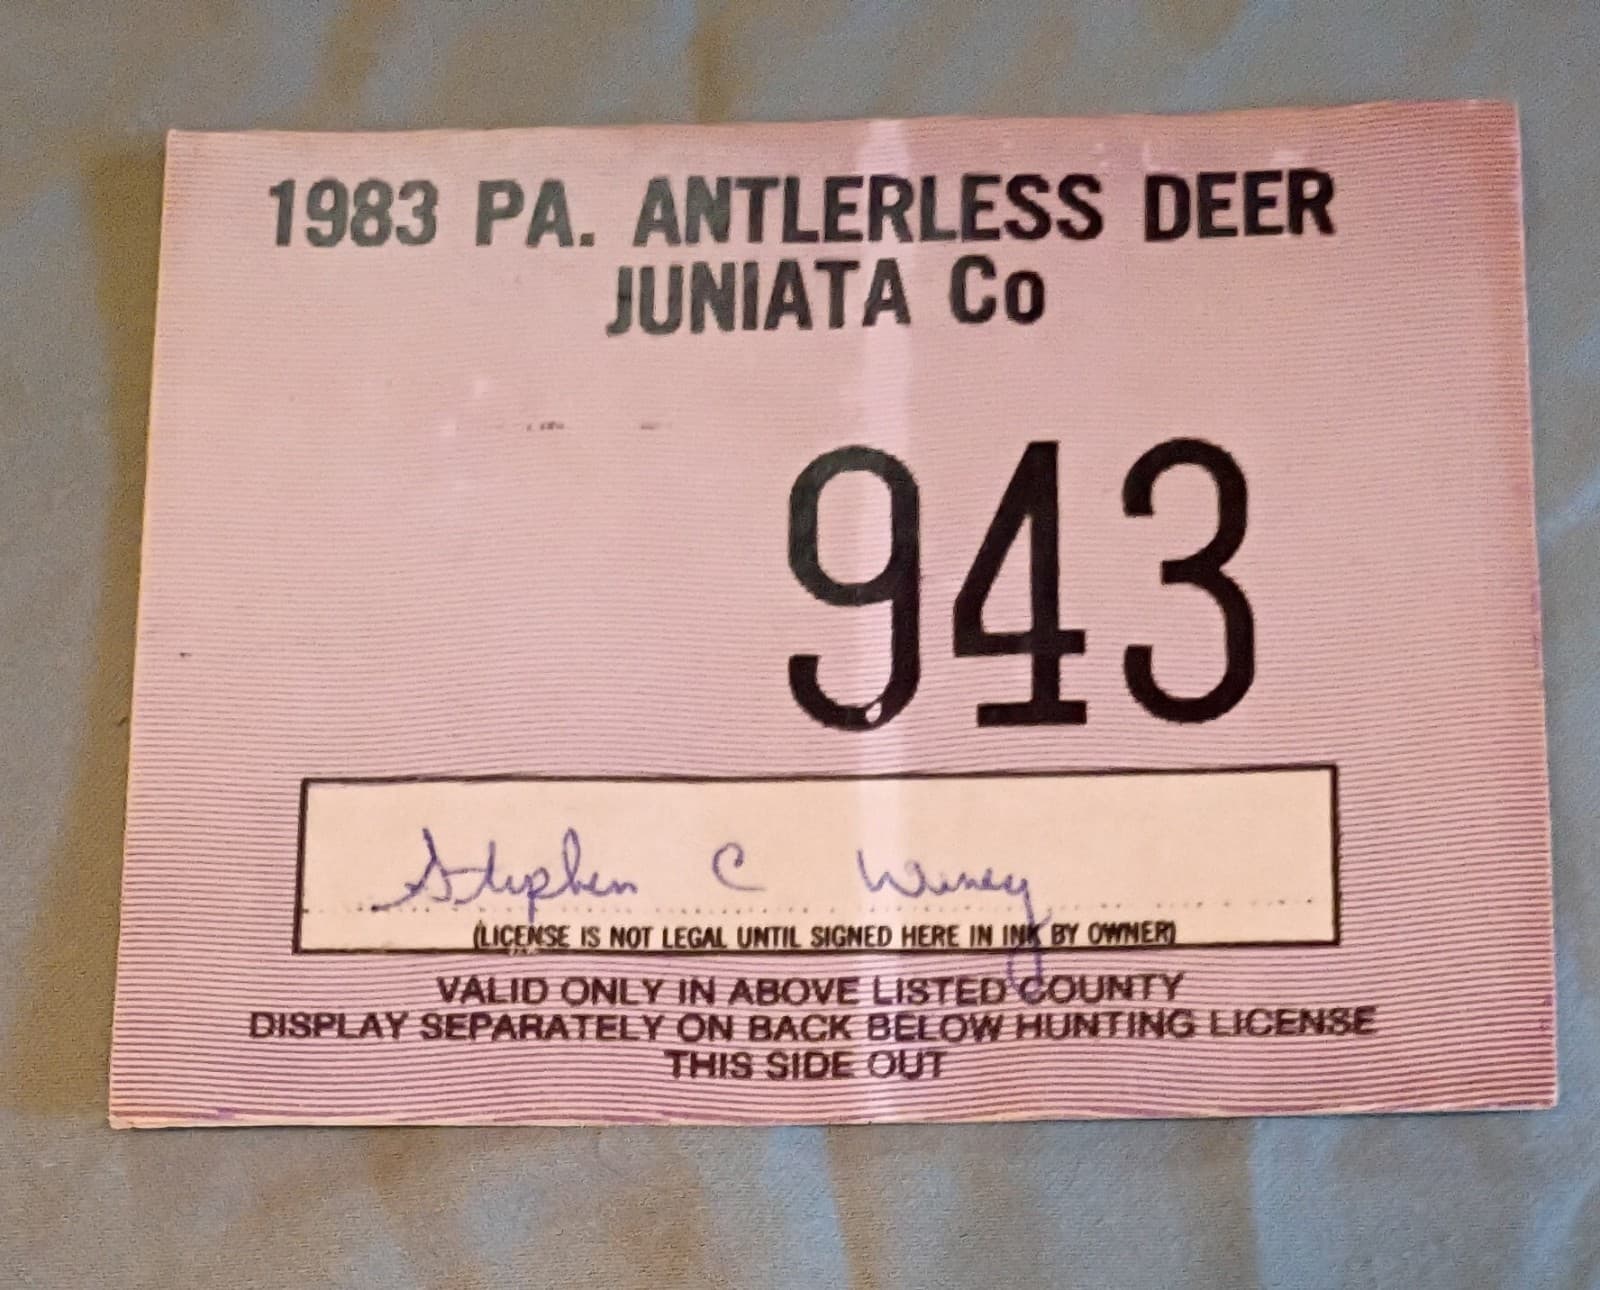 1983 PA. ANTLERLESS DEER
JUNIATA Co
943
Stephen C Winey
(LICENSE IS NOT LEGAL UNTIL SIGNED HERE IN INK BY OWNER)
VALID ONLY IN ABOVE LISTED COUNTY
DISPLAY SEPARATELY ON BACK BELOW HUNTING LICENSE
THIS SIDE OUT